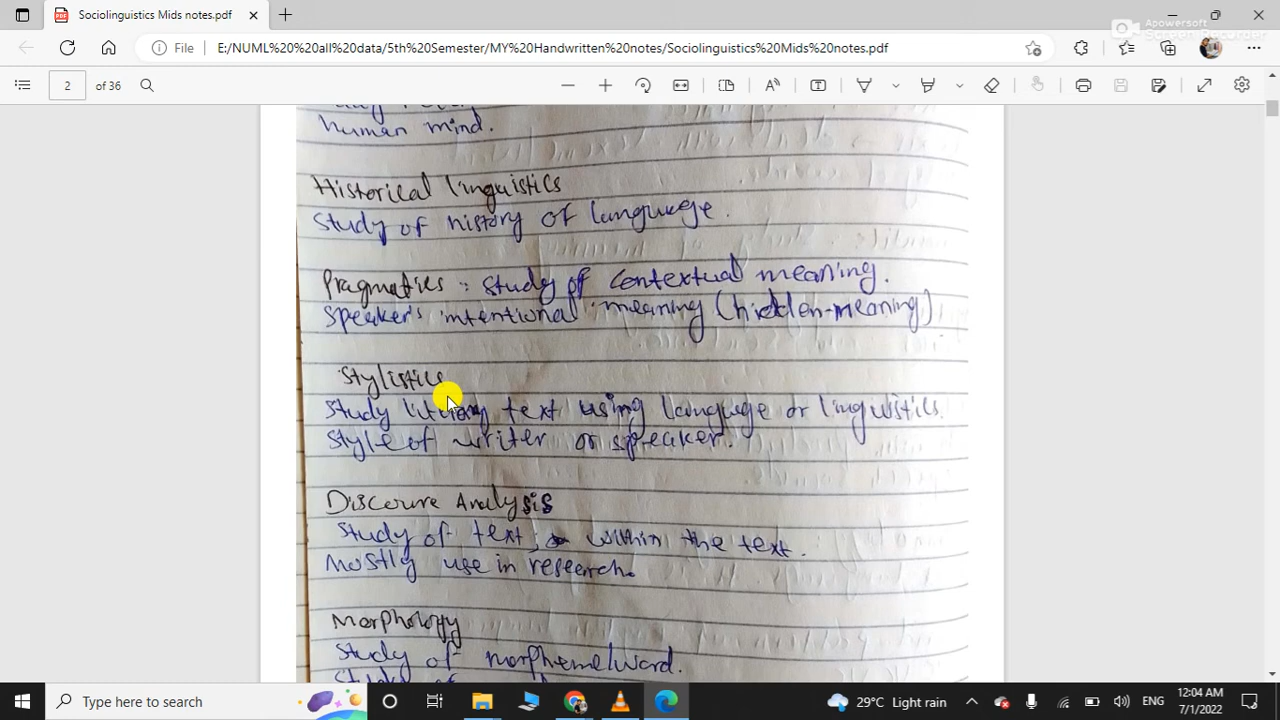 Sociolinguistics Mids notes.pdf
Apowersoft
Screen Recorder
File E:/NUML%20%20all%20data/5th%20Semester/MY%20Handwritten%20notes/Sociolinguistics%20Mids%20notes.pdf
2 of 36
human mind.
Historical linguistics
Study of history of language.
Pragmatics : Study of Contextual meaning.
Speaker's intentional meaning (hidden-meaning)
Stylistics
Study literary text using language or linguistics
style of writer or speaker.
Discourse Analysis
Study of text, within the text.
Mostly use in research.
Morphology
Study of morpheme/word.
Type here to search
29°C Light rain
ENG
12:04 AM
7/1/2022